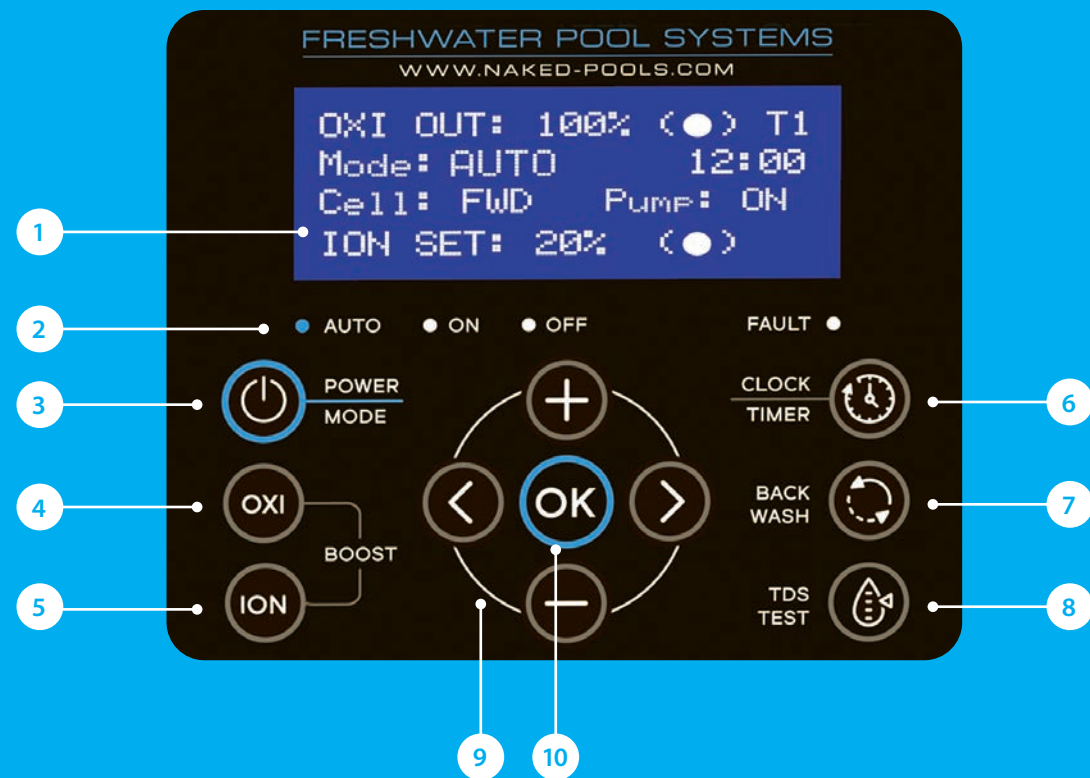 FRESHWATER POOL SYSTEMS
WWW.NAKED-POOLS.COM
OXI OUT: 100% (●) T1
Mode: AUTO 12:00
Cell: FWD Pump: ON
ION SET: 20% (●)
1
2
AUTO
ON
OFF
FAULT
3
POWER
MODE
CLOCK
TIMER
6
4
OXI
OK
BACK
WASH
7
BOOST
5
ION
TDS
TEST
8
9
10